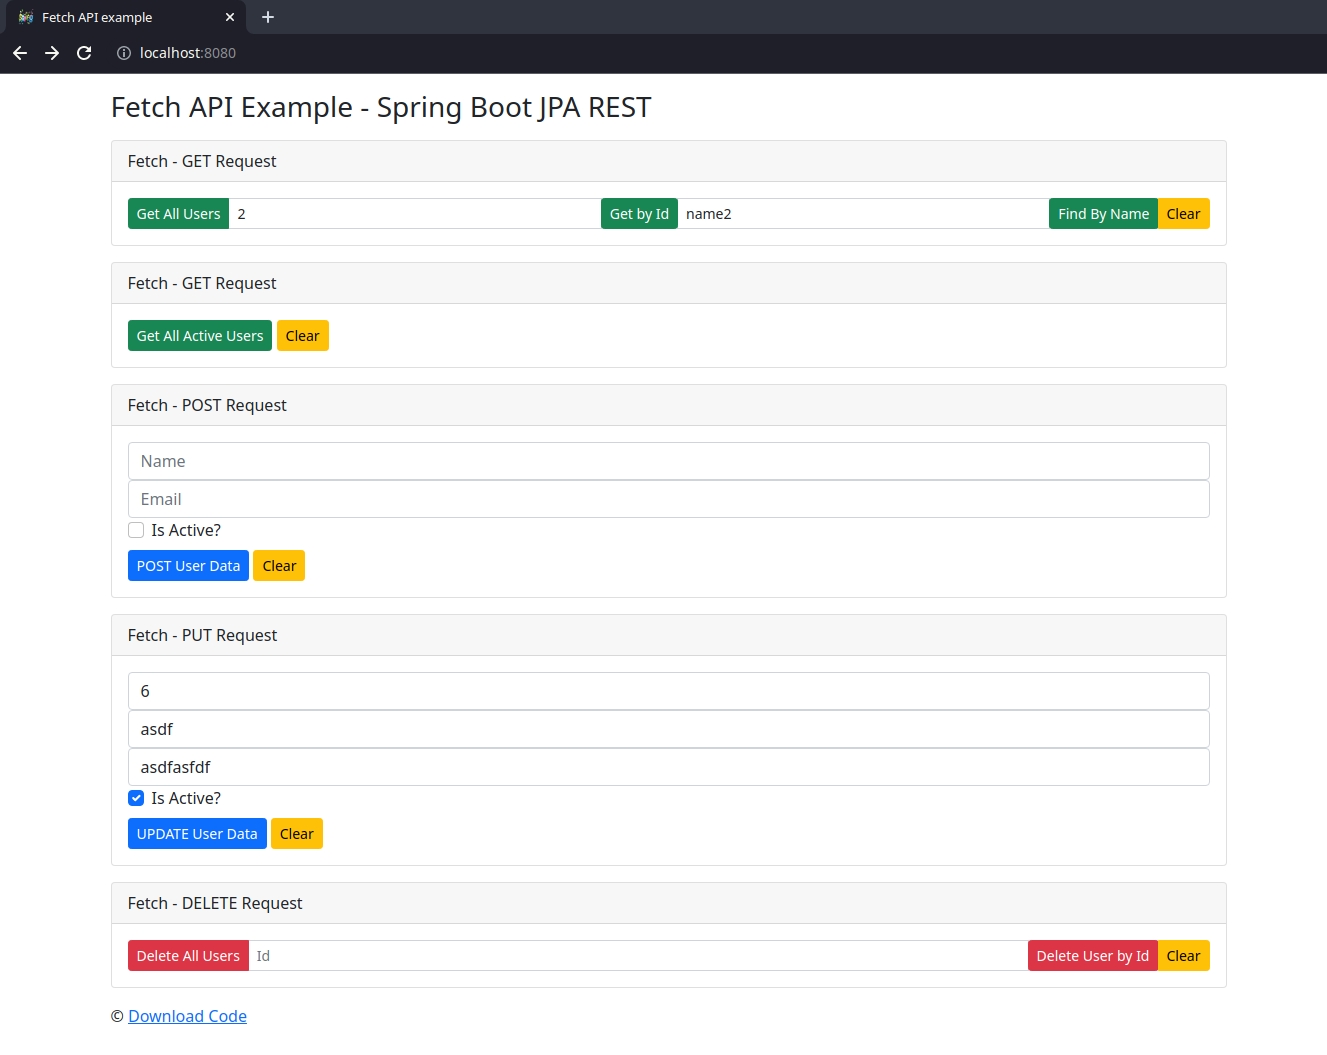 Fetch API example
localhost:8080
Fetch API Example - Spring Boot JPA REST
Fetch - GET Request
Get All Users 2 Get by Id name2 Find By Name Clear
Fetch - GET Request
Get All Active Users Clear
Fetch - POST Request
Name
Email
Is Active?
POST User Data Clear
Fetch - PUT Request
6
asdf
asdfasfdf
Is Active?
UPDATE User Data Clear
Fetch - DELETE Request
Delete All Users Id Delete User by Id Clear
© Download Code